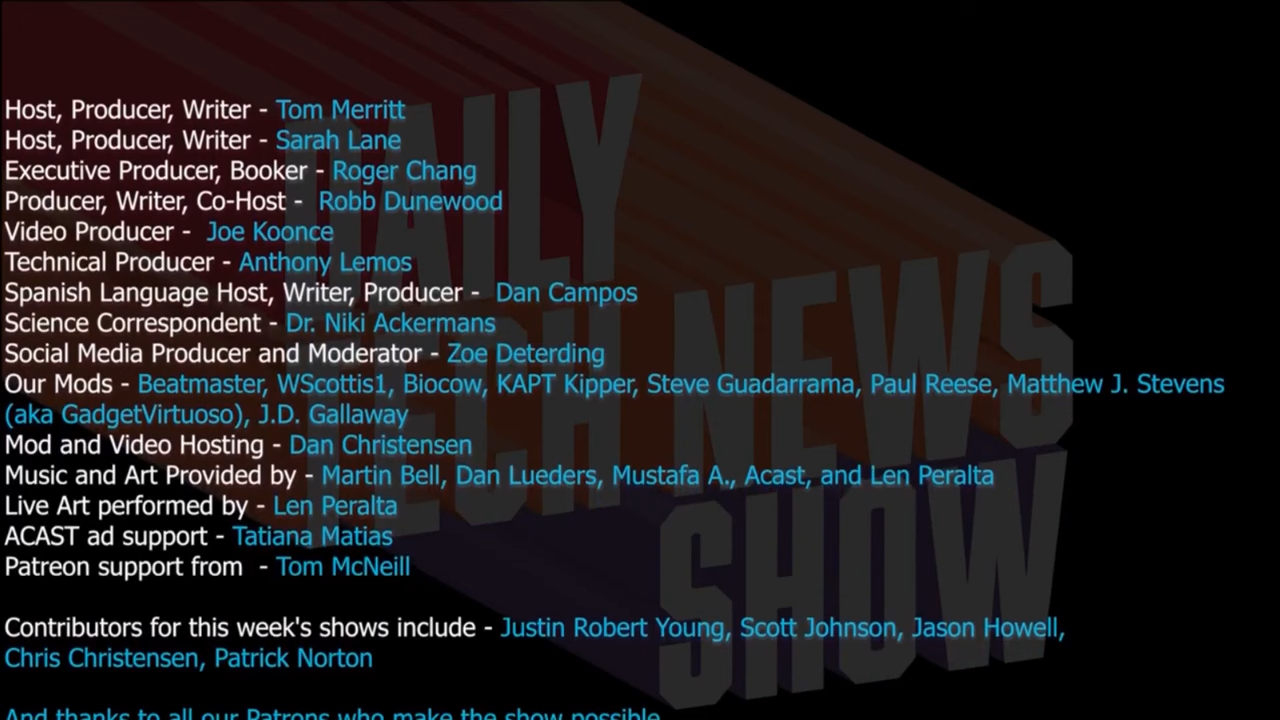 DAILY
TECH NEWS
SHOW
Host, Producer, Writer - Tom Merritt
Host, Producer, Writer - Sarah Lane
Executive Producer, Booker - Roger Chang
Producer, Writer, Co-Host - Robb Dunewood
Video Producer - Joe Koonce
Technical Producer - Anthony Lemos
Spanish Language Host, Writer, Producer - Dan Campos
Science Correspondent - Dr. Niki Ackermans
Social Media Producer and Moderator - Zoe Deterding
Our Mods - Beatmaster, WScottis1, Biocow, KAPT Kipper, Steve Guadarrama, Paul Reese, Matthew J. Stevens
(aka GadgetVirtuoso), J.D. Gallaway
Mod and Video Hosting - Dan Christensen
Music and Art Provided by - Martin Bell, Dan Lueders, Mustafa A., Acast, and Len Peralta
Live Art performed by - Len Peralta
ACAST ad support - Tatiana Matias
Patreon support from - Tom McNeill
Contributors for this week's shows include - Justin Robert Young, Scott Johnson, Jason Howell,
Chris Christensen, Patrick Norton
And thanks to all our Patrons who make the show possible